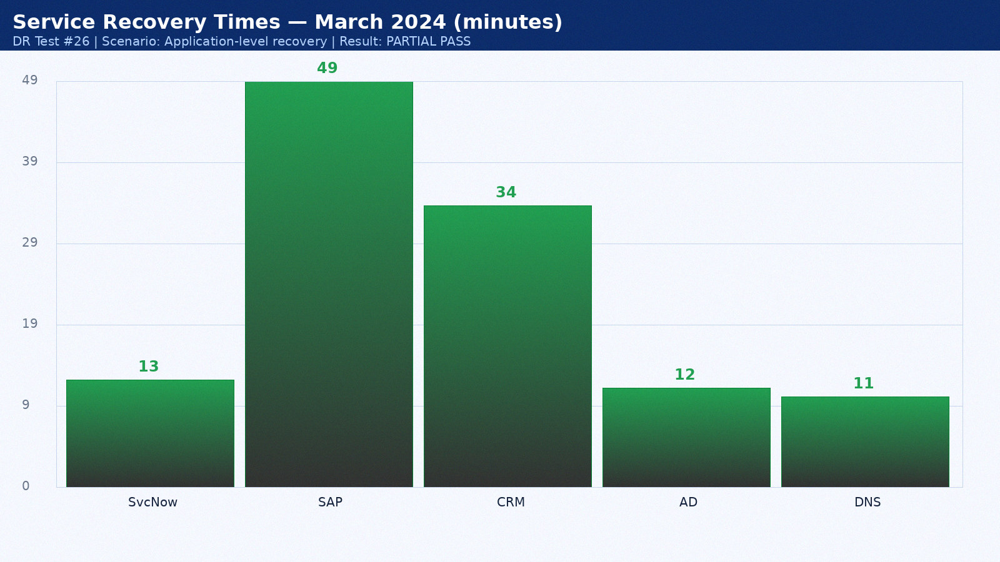 Service Recovery Times — March 2024 (minutes)
DR Test #26 | Scenario: Application-level recovery | Result: PARTIAL PASS
49
49
39
34
29
19
13
12
11
9
0
SvcNow
SAP
CRM
AD
DNS